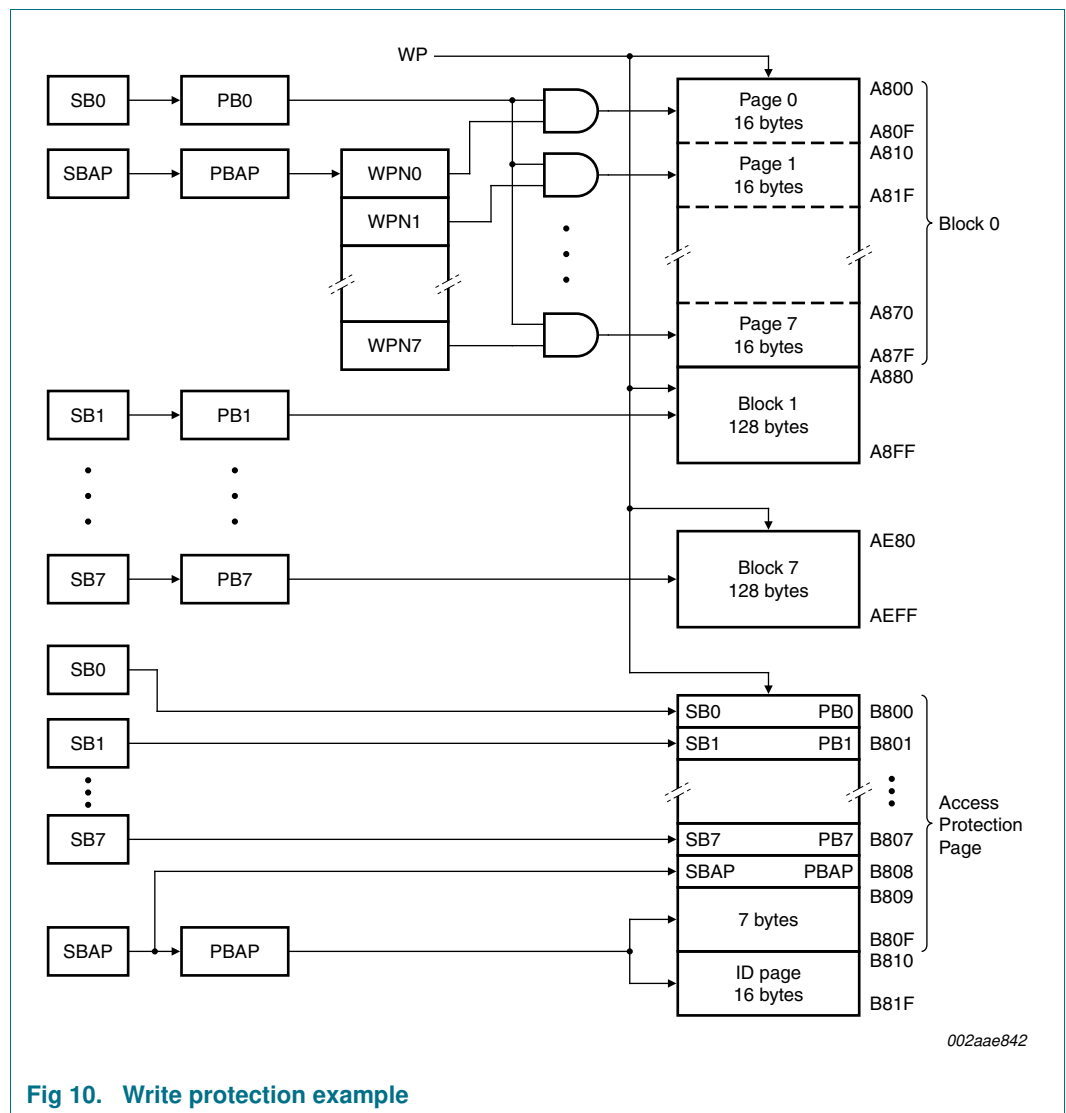 WP
SB0 PB0
SBAP PBAP
WPN0
WPN1
WPN7
Page 0
16 bytes
A800
A80F
A810
Page 1
16 bytes
A81F
Block 0
A870
Page 7
16 bytes
A87F
A880
SB1 PB1
Block 1
128 bytes
A8FF
SB7 PB7
AE80
Block 7
128 bytes
AEFF
SB0
SB0 PB0 B800
SB1
SB1 PB1 B801
Access
Protection
Page
SB7
SB7 PB7 B807
SBAP PBAP B808
B809
7 bytes
B80F
SBAP PBAP
B810
ID page
16 bytes
B81F
002aae842
Fig 10. Write protection example